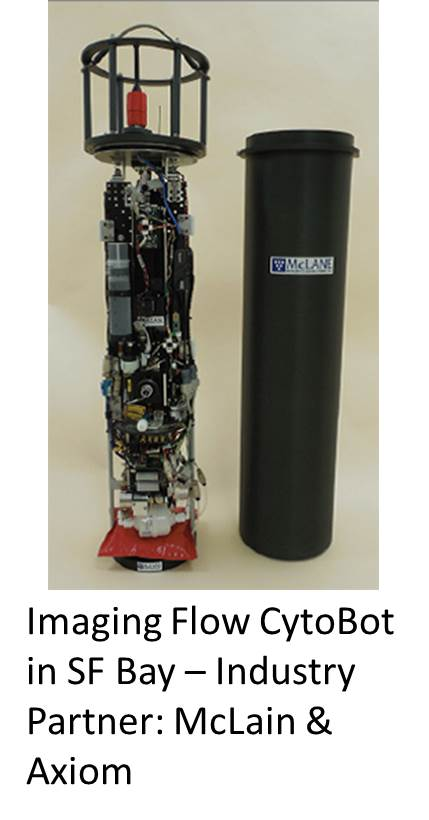 McLANE
Imaging Flow CytoBot
in SF Bay – Industry
Partner: McLain &
Axiom